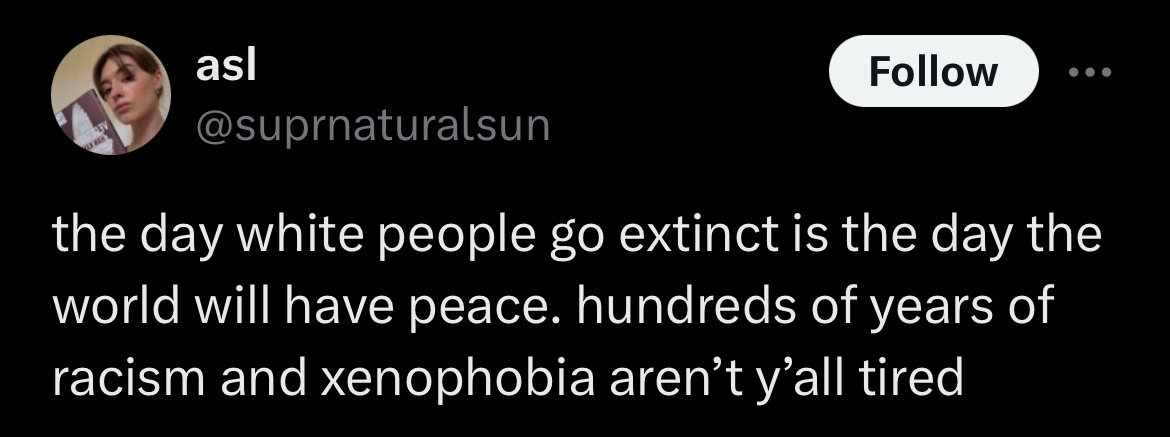 asl
Follow
@suprnaturalsun
the day white people go extinct is the day the
world will have peace. hundreds of years of
racism and xenophobia aren’t y’all tired